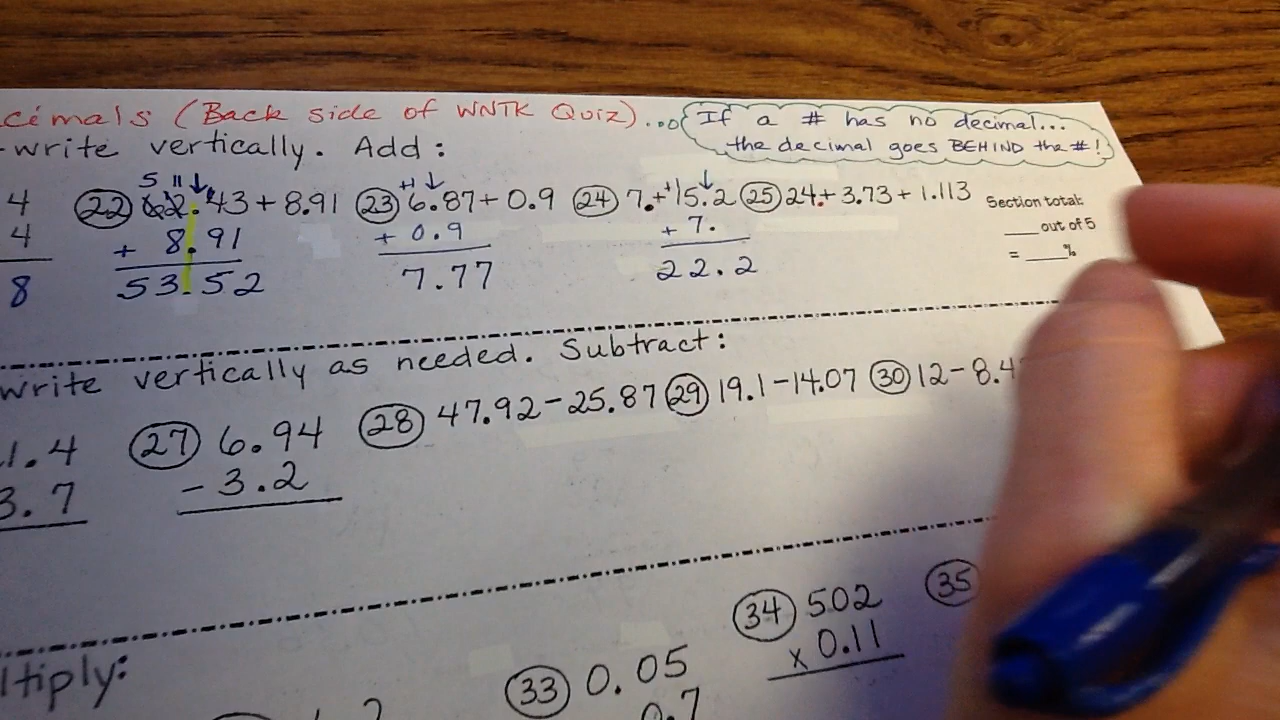 cimals (Back side of WNTK Quiz)...
If a # has no decimal...
the decimal goes BEHIND the #!
-write vertically. Add:
4
4
8
22 .43 + 8.91
+ 8.91
53.52
23 6.87 + 0.9
+ 0.9
7.77
24 7. + 15.2
+ 7.
22.2
25 24. + 3.73 + 1.113
Section total:
____ out of 5
= ____%
write vertically as needed. Subtract:
1.4
3.7
27 6.94
- 3.2
28 47.92 - 25.87
29 19.1 - 14.07
30 12 - 8.4
ltiply:
33 0.05
0.7
34 502
x 0.11
35